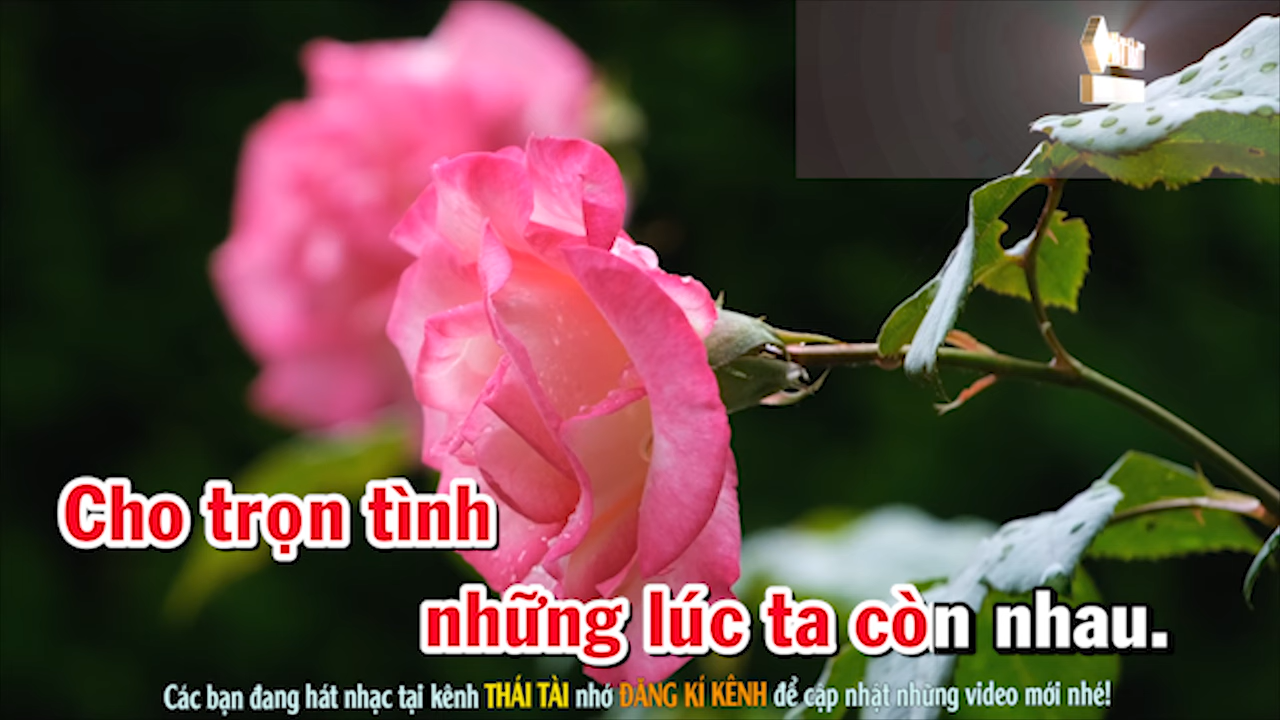 Cho trọn tình
những lúc ta còn nhau.
Các bạn đang hát nhạc tại kênh THÁI TÀI nhớ ĐĂNG KÍ KÊNH để cập nhật những video mới nhé!